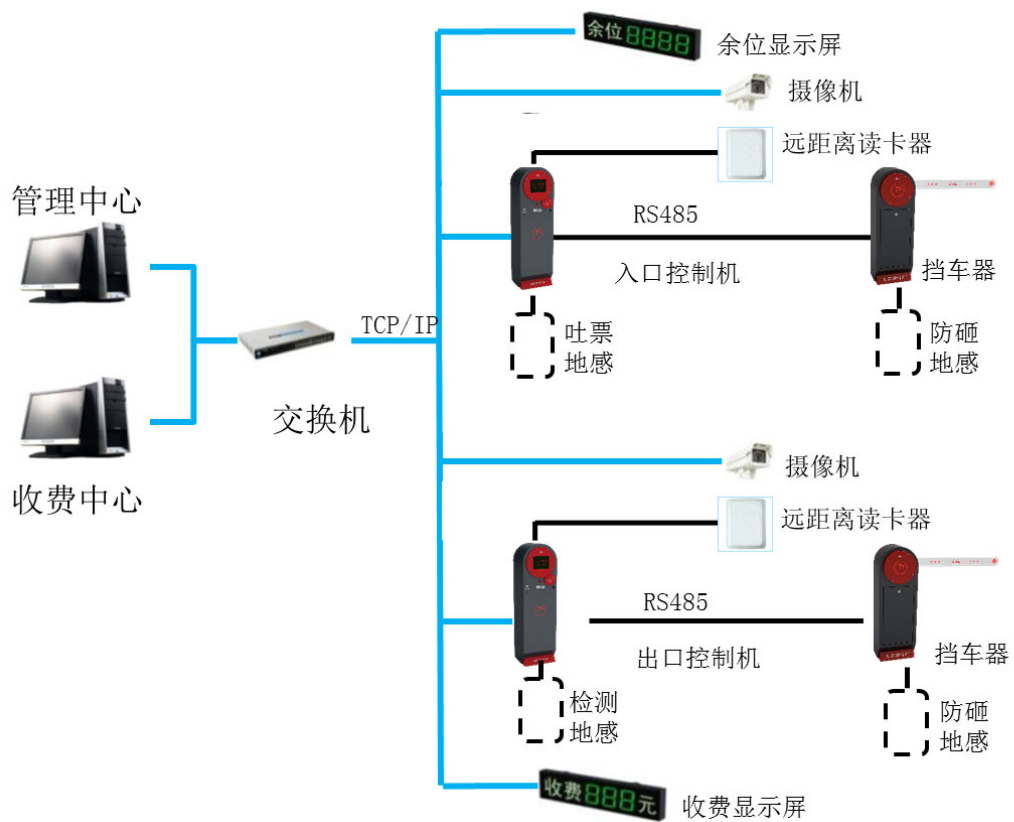 余位8888
余位显示屏
摄像机
远距离读卡器
管理中心
RS485
入口控制机
挡车器
TCP/IP
吐票
地感
防砸
地感
交换机
收费中心
摄像机
远距离读卡器
RS485
出口控制机
挡车器
检测
地感
防砸
地感
收费888元
收费显示屏